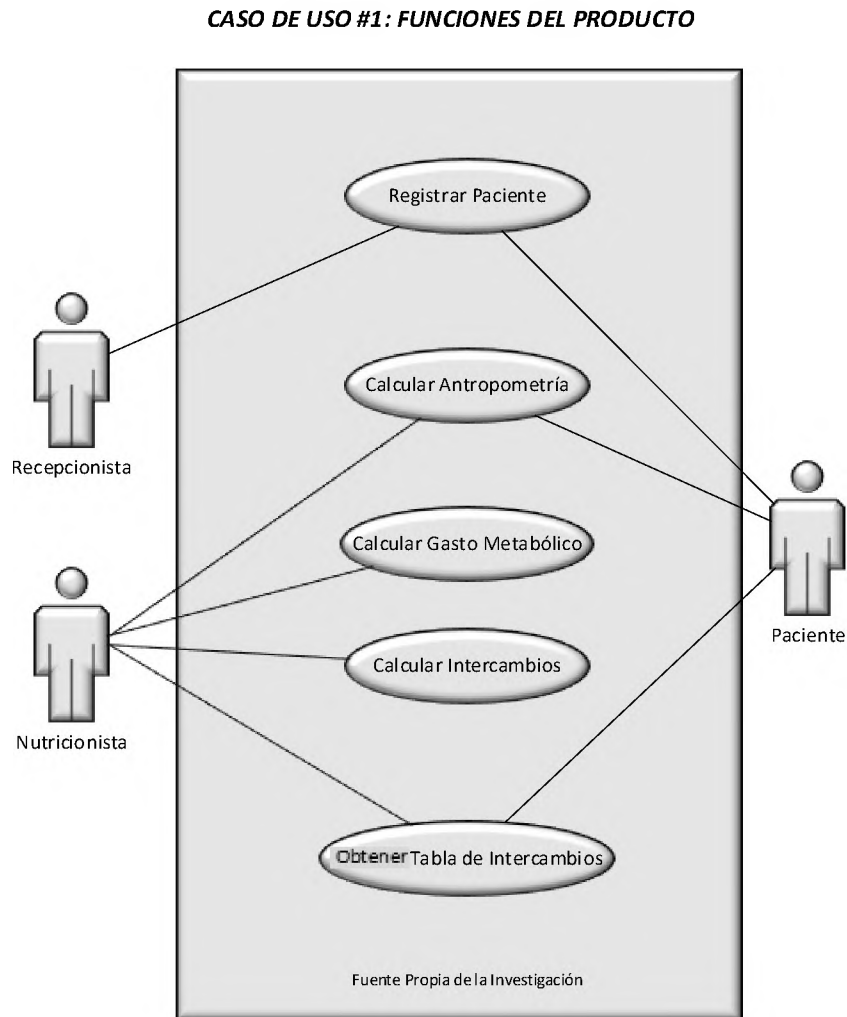 CASO DE USO #1: FUNCIONES DEL PRODUCTO
Registrar Paciente
Recepcionista
Calcular Antropometría
Calcular Gasto Metabólico
Paciente
Calcular Intercambios
Nutricionista
Obtener Tabla de Intercambios
Fuente Propia de la Investigación